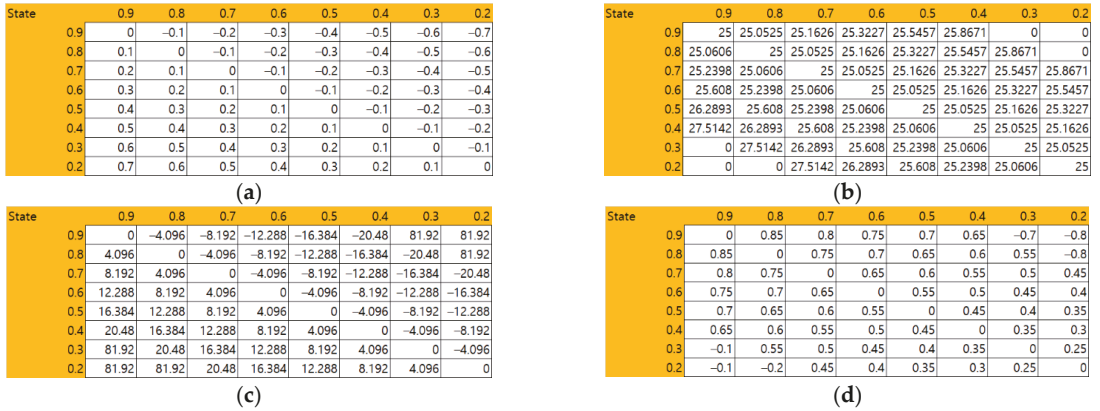 State 0.9 0.8 0.7 0.6 0.5 0.4 0.3 0.2
0.9 0 −0.1 −0.2 −0.3 −0.4 −0.5 −0.6 −0.7
0.8 0.1 0 −0.1 −0.2 −0.3 −0.4 −0.5 −0.6
0.7 0.2 0.1 0 −0.1 −0.2 −0.3 −0.4 −0.5
0.6 0.3 0.2 0.1 0 −0.1 −0.2 −0.3 −0.4
0.5 0.4 0.3 0.2 0.1 0 −0.1 −0.2 −0.3
0.4 0.5 0.4 0.3 0.2 0.1 0 −0.1 −0.2
0.3 0.6 0.5 0.4 0.3 0.2 0.1 0 −0.1
0.2 0.7 0.6 0.5 0.4 0.3 0.2 0.1 0
(a)
State 0.9 0.8 0.7 0.6 0.5 0.4 0.3 0.2
0.9 25 25.0525 25.1626 25.3227 25.5457 25.8671 0 0
0.8 25.0606 25 25.0525 25.1626 25.3227 25.5457 25.8671 0
0.7 25.2398 25.0606 25 25.0525 25.1626 25.3227 25.5457 25.8671
0.6 25.608 25.2398 25.0606 25 25.0525 25.1626 25.3227 25.5457
0.5 26.2893 25.608 25.2398 25.0606 25 25.0525 25.1626 25.3227
0.4 27.5142 26.2893 25.608 25.2398 25.0606 25 25.0525 25.1626
0.3 0 27.5142 26.2893 25.608 25.2398 25.0606 25 25.0525
0.2 0 0 27.5142 26.2893 25.608 25.2398 25.0606 25
(b)
State 0.9 0.8 0.7 0.6 0.5 0.4 0.3 0.2
0.9 0 −4.096 −8.192 −12.288 −16.384 −20.48 81.92 81.92
0.8 4.096 0 −4.096 −8.192 −12.288 −16.384 −20.48 81.92
0.7 8.192 4.096 0 −4.096 −8.192 −12.288 −16.384 −20.48
0.6 12.288 8.192 4.096 0 −4.096 −8.192 −12.288 −16.384
0.5 16.384 12.288 8.192 4.096 0 −4.096 −8.192 −12.288
0.4 20.48 16.384 12.288 8.192 4.096 0 −4.096 −8.192
0.3 81.92 20.48 16.384 12.288 8.192 4.096 0 −4.096
0.2 81.92 81.92 20.48 16.384 12.288 8.192 4.096 0
(c)
State 0.9 0.8 0.7 0.6 0.5 0.4 0.3 0.2
0.9 0 0.85 0.8 0.75 0.7 0.65 −0.7 −0.8
0.8 0.85 0 0.75 0.7 0.65 0.6 0.55 −0.8
0.7 0.8 0.75 0 0.65 0.6 0.55 0.5 0.45
0.6 0.75 0.7 0.65 0 0.55 0.5 0.45 0.4
0.5 0.7 0.65 0.6 0.55 0 0.45 0.4 0.35
0.4 0.65 0.6 0.55 0.5 0.45 0 0.35 0.3
0.3 −0.1 0.55 0.5 0.45 0.4 0.35 0 0.25
0.2 −0.1 −0.2 0.45 0.4 0.35 0.3 0.25 0
(d)